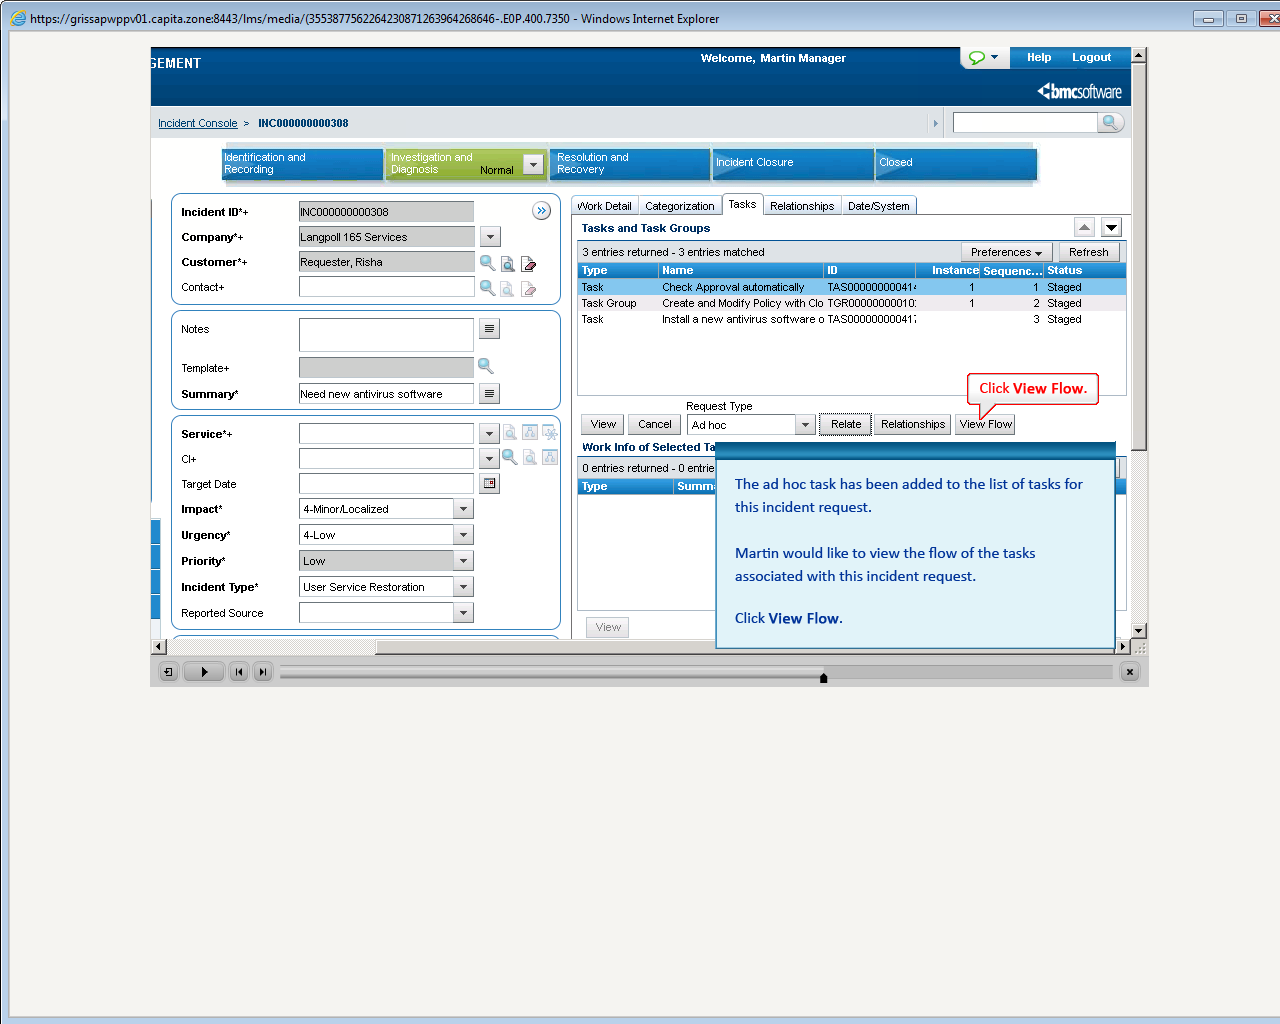 https://grissapwppv01.capita.zone:8443/lms/media/(3553877562264230871263964268646-.E0P.400.7350 - Windows Internet Explorer
GEMENT
Welcome, Martin Manager
Help
Logout
bmcsoftware
Incident Console > INC000000000308
Identification and Recording
Investigation and Diagnosis
Normal
Resolution and Recovery
Incident Closure
Closed
Incident ID*+ INC000000000308
Company*+ Langpoll 165 Services
Customer*+ Requester, Risha
Contact+
Notes
Template+
Summary* Need new antivirus software
Service*+
CI+
Target Date
Impact* 4-Minor/Localized
Urgency* 4-Low
Priority* Low
Incident Type* User Service Restoration
Reported Source
Work Detail Categorization Tasks Relationships Date/System
Tasks and Task Groups
3 entries returned - 3 entries matched Preferences Refresh
Type Name ID Instance Sequenc... Status
Task Check Approval automatically TAS00000000414 1 1 Staged
Task Group Create and Modify Policy with Clo TGR0000000010 1 2 Staged
Task Install a new antivirus software o TAS00000000417 3 Staged
Click View Flow.
Request Type
View Cancel Ad hoc Relate Relationships View Flow
Work Info of Selected Ta
0 entries returned - 0 entrie
Type Summa
The ad hoc task has been added to the list of tasks for
this incident request.
Martin would like to view the flow of the tasks
associated with this incident request.
Click View Flow.
View